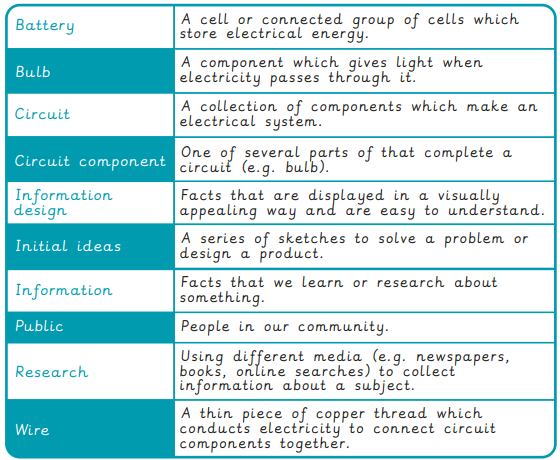 Battery
A cell or connected group of cells which
store electrical energy.
Bulb
A component which gives light when
electricity passes through it.
Circuit
A collection of components which make an
electrical system.
Circuit component
One of several parts of that complete a
circuit (e.g. bulb).
Information
design
Facts that are displayed in a visually
appealing way and are easy to understand.
Initial ideas
A series of sketches to solve a problem or
design a product.
Information
Facts that we learn or research about
something.
Public
People in our community.
Research
Using different media (e.g. newspapers,
books, online searches) to collect
information about a subject.
Wire
A thin piece of copper thread which
conducts electricity to connect circuit
components together.